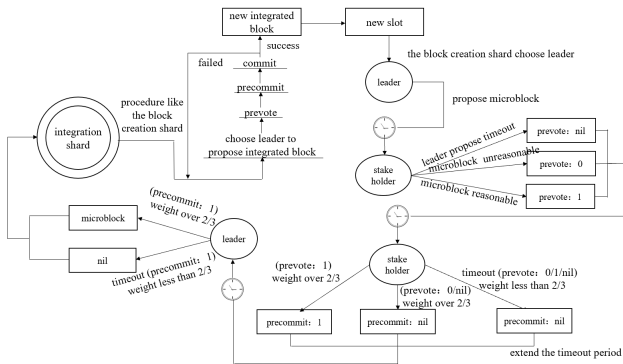 new integrated
block
new slot
success
failed
commit
the block creation shard choose leader
leader
precommit
propose microblock
procedure like
the block
creation shard
prevote
integration
shard
choose leader to
propose integrated block
leader propose timeout
prevote：nil
microblock unreasonable
prevote：0
stake
holder
microblock reasonable
prevote：1
(precommit：1)
weight over 2/3
microblock
leader
nil
timeout (precommit：1)
weight less than 2/3
(prevote：1)
weight over 2/3
stake
holder
timeout (prevote：0/1/nil)
weight less than 2/3
(prevote：0/nil)
weight over 2/3
precommit：1
precommit：nil
precommit：nil
extend the timeout period